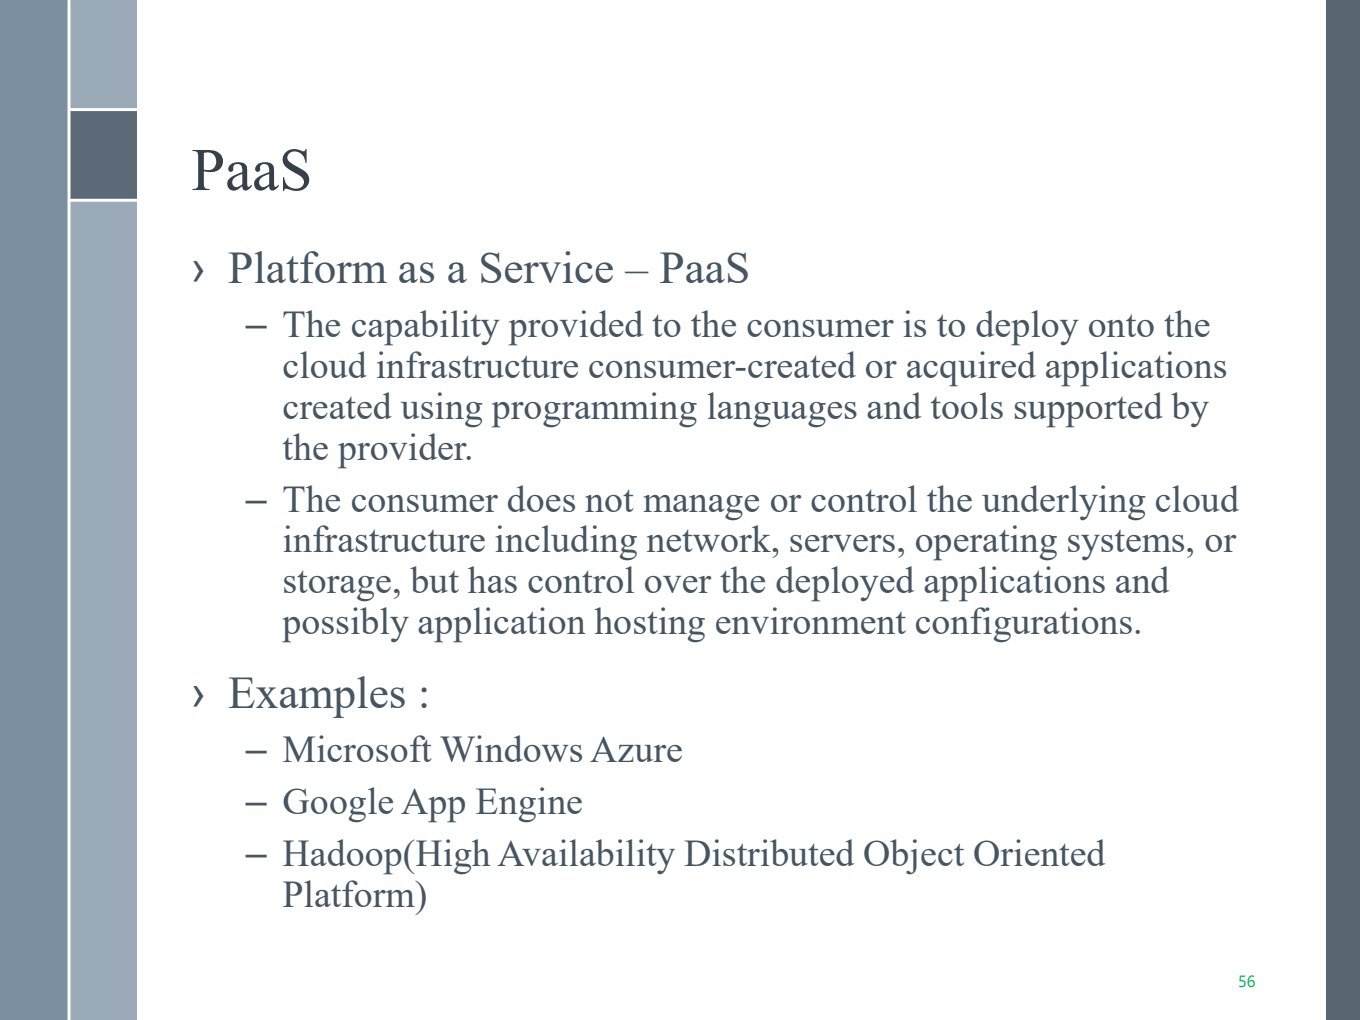 PaaS
› Platform as a Service – PaaS
– The capability provided to the consumer is to deploy onto the
cloud infrastructure consumer-created or acquired applications
created using programming languages and tools supported by
the provider.
– The consumer does not manage or control the underlying cloud
infrastructure including network, servers, operating systems, or
storage, but has control over the deployed applications and
possibly application hosting environment configurations.
› Examples :
– Microsoft Windows Azure
– Google App Engine
– Hadoop(High Availability Distributed Object Oriented
Platform)
56